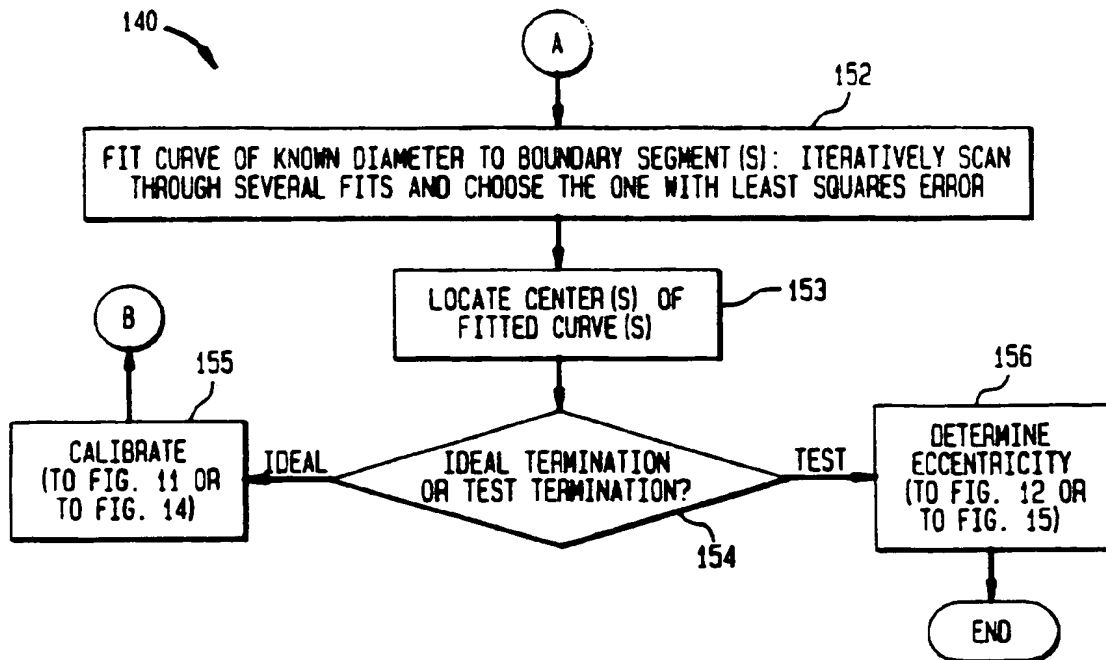 140
A
152
FIT CURVE OF KNOWN DIAMETER TO BOUNDARY SEGMENT(S): ITERATIVELY SCAN
THROUGH SEVERAL FITS AND CHOOSE THE ONE WITH LEAST SQUARES ERROR
LOCATE CENTER(S) OF
FITTED CURVE(S)
153
B
155
CALIBRATE
(TO FIG. 11 OR
TO FIG. 14)
IDEAL
IDEAL TERMINATION
OR TEST TERMINATION?
154
TEST
156
DETERMINE
ECCENTRICITY
(TO FIG. 12 OR
TO FIG. 15)
END